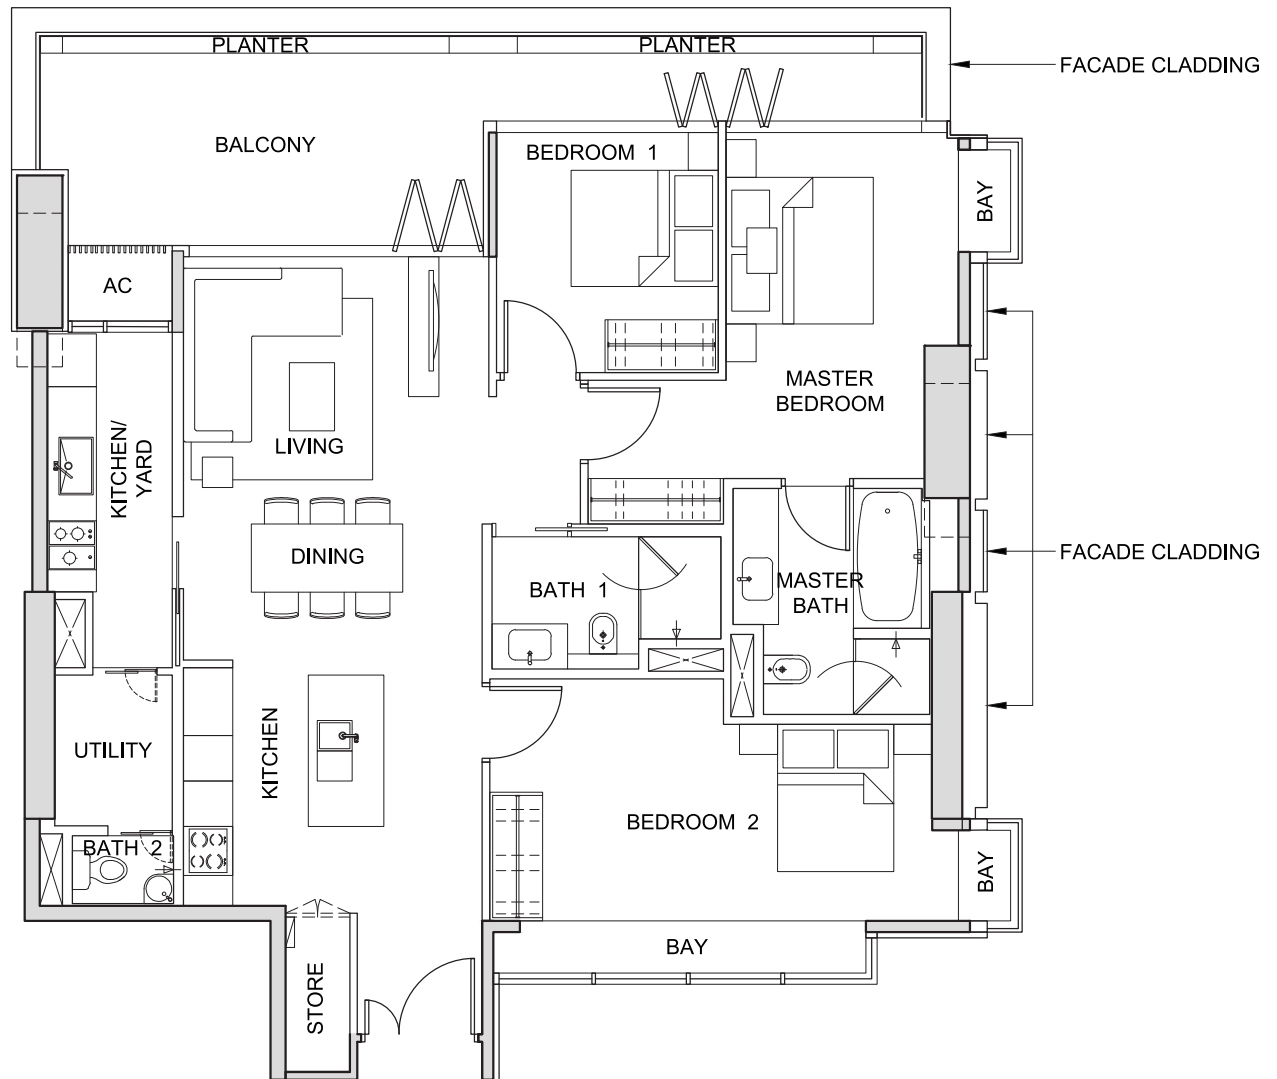 PLANTER
PLANTER
FACADE CLADDING
BALCONY
BEDROOM 1
BAY
AC
MASTER
BEDROOM
LIVING
KITCHEN/
YARD
DINING
FACADE CLADDING
BATH 1
MASTER
BATH
UTILITY
KITCHEN
BEDROOM 2
BATH 2
BAY
BAY
STORE